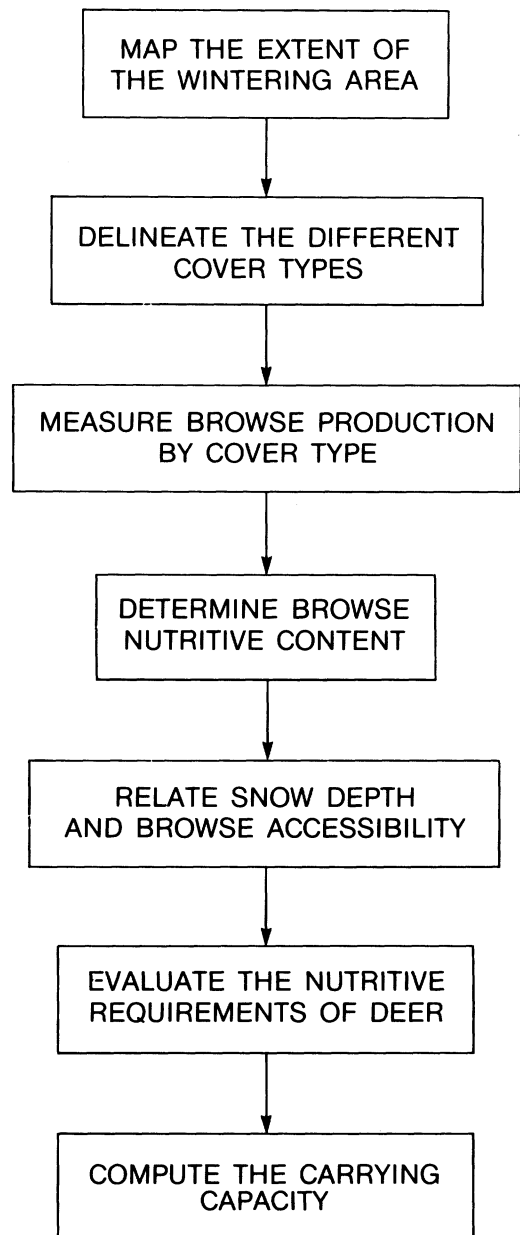 MAP THE EXTENT OF
THE WINTERING AREA
DELINEATE THE DIFFERENT
COVER TYPES
MEASURE BROWSE PRODUCTION
BY COVER TYPE
DETERMINE BROWSE
NUTRITIVE CONTENT
RELATE SNOW DEPTH
AND BROWSE ACCESSIBILITY
EVALUATE THE NUTRITIVE
REQUIREMENTS OF DEER
COMPUTE THE CARRYING
CAPACITY